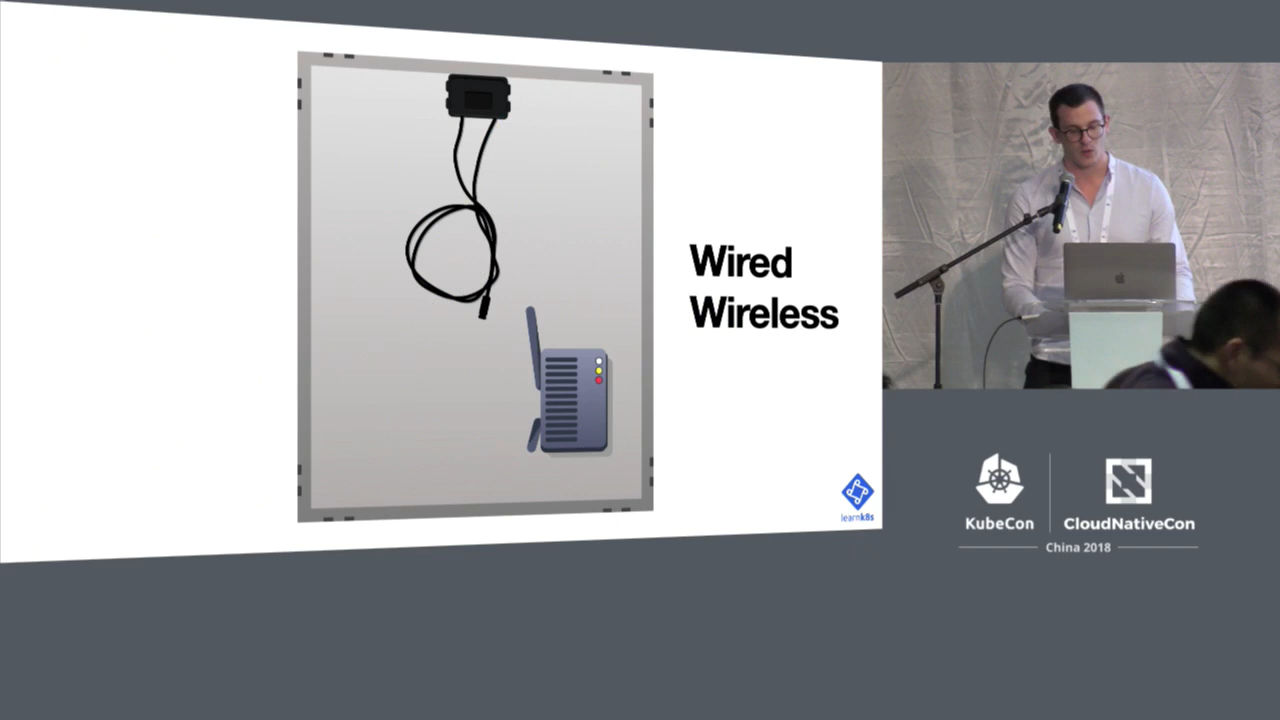 Wired
Wireless
learnk8s
KubeCon
CloudNativeCon
China 2018